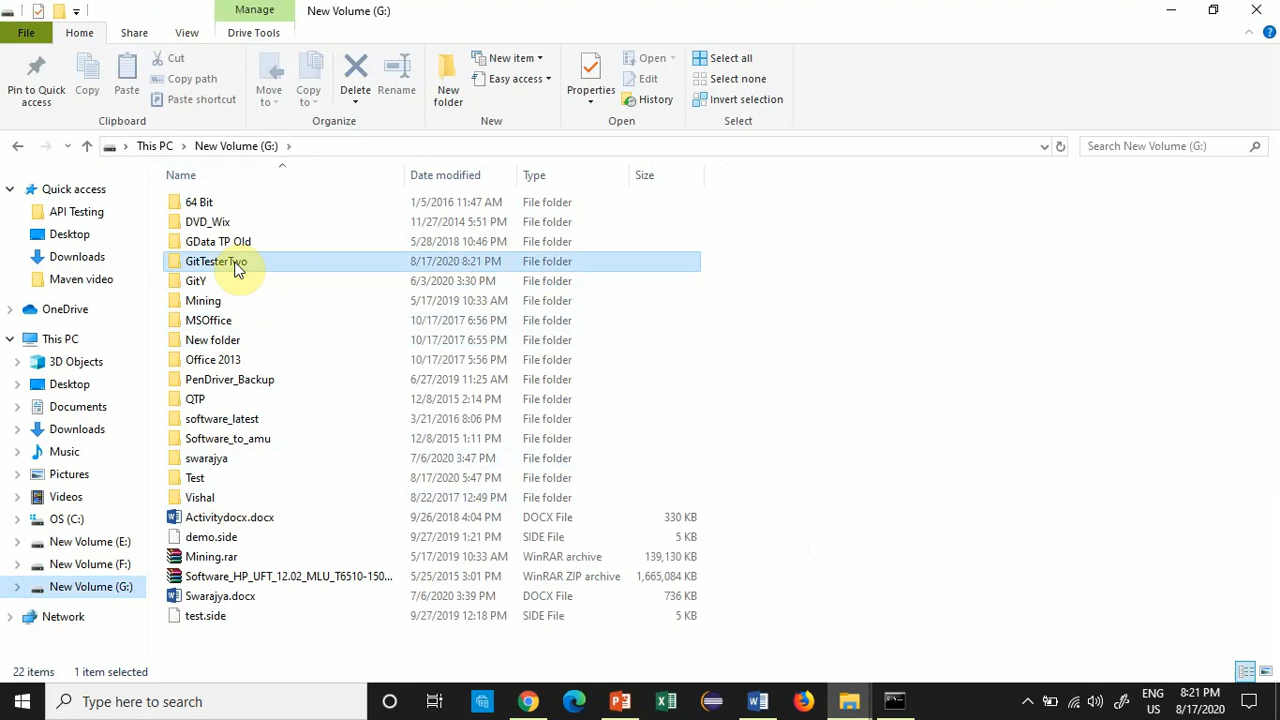 Manage
New Volume (G:)
File
Home
Share
View
Drive Tools
Pin to Quick access
Copy
Paste
Cut
Copy path
Paste shortcut
Clipboard
Move to
Copy to
Delete
Rename
Organize
New folder
New item
Easy access
New
Properties
Open
Edit
History
Open
Select all
Select none
Invert selection
Select
This PC
New Volume (G:)
Search New Volume (G:)
Name Date modified Type Size
Quick access
API Testing
Desktop
Downloads
Maven video
OneDrive
This PC
3D Objects
Desktop
Documents
Downloads
Music
Pictures
Videos
OS (C:)
New Volume (E:)
New Volume (F:)
New Volume (G:)
Network
64 Bit 1/5/2016 11:47 AM File folder
DVD_Wix 11/27/2014 5:51 PM File folder
GData TP Old 5/28/2018 10:46 PM File folder
GitTesterTwo 8/17/2020 8:21 PM File folder
GitY 6/3/2020 3:30 PM File folder
Mining 5/17/2019 10:33 AM File folder
MSOffice 10/17/2017 6:56 PM File folder
New folder 10/17/2017 6:55 PM File folder
Office 2013 10/17/2017 5:56 PM File folder
PenDriver_Backup 6/27/2019 11:25 AM File folder
QTP 12/8/2015 2:14 PM File folder
software_latest 3/21/2016 8:06 PM File folder
Software_to_amu 12/8/2015 1:11 PM File folder
swarajya 7/6/2020 3:47 PM File folder
Test 8/17/2020 5:47 PM File folder
Vishal 8/22/2017 12:49 PM File folder
Activitydocx.docx 9/26/2018 4:04 PM DOCX File 330 KB
demo.side 9/27/2019 1:21 PM SIDE File 5 KB
Mining.rar 5/17/2019 10:33 AM WinRAR archive 139,130 KB
Software_HP_UFT_12.02_MLU_T6510-150... 5/25/2015 3:01 PM WinRAR ZIP archive 1,665,084 KB
Swarajya.docx 7/6/2020 3:39 PM DOCX File 736 KB
test.side 9/27/2019 12:18 PM SIDE File 5 KB
22 items 1 item selected
Type here to search
ENG
US
8:21 PM
8/17/2020